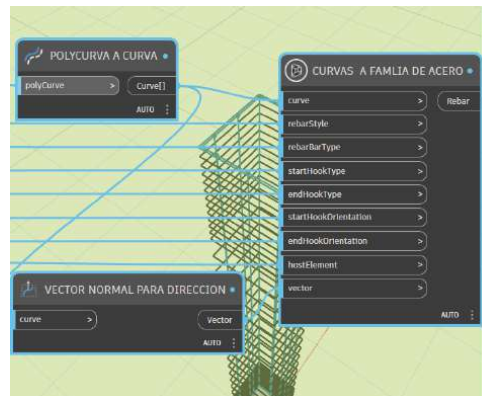 POLYCURVA A CURVA
polyCurve > Curve[]
AUTO
CURVAS A FAMLIA DE ACERO
curve > Rebar
rebarStyle >
rebarBarType >
startHookType >
endHookType >
startHookOrientation >
endHookOrientation >
hostElement >
vector >
AUTO
VECTOR NORMAL PARA DIRECCION
curve > Vector
AUTO